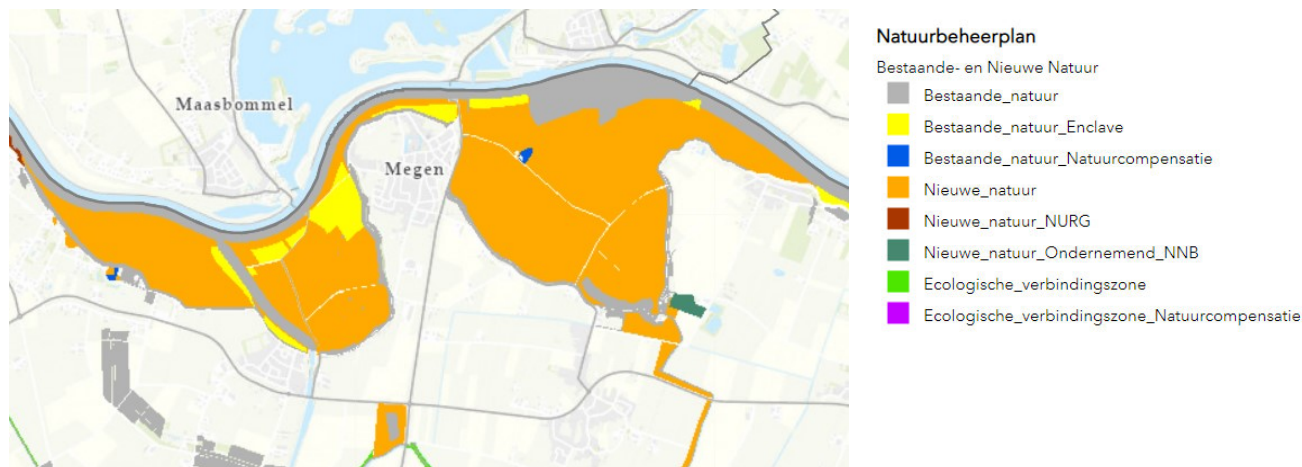 Maasbommel
Megen
Natuurbeheerplan
Bestaande- en Nieuwe Natuur
Bestaande_natuur
Bestaande_natuur_Enclave
Bestaande_natuur_Natuurcompensatie
Nieuwe_natuur
Nieuwe_natuur_NURG
Nieuwe_natuur_Ondernemend_NNB
Ecologische_verbindingszone
Ecologische_verbindingszone_Natuurcompensatie